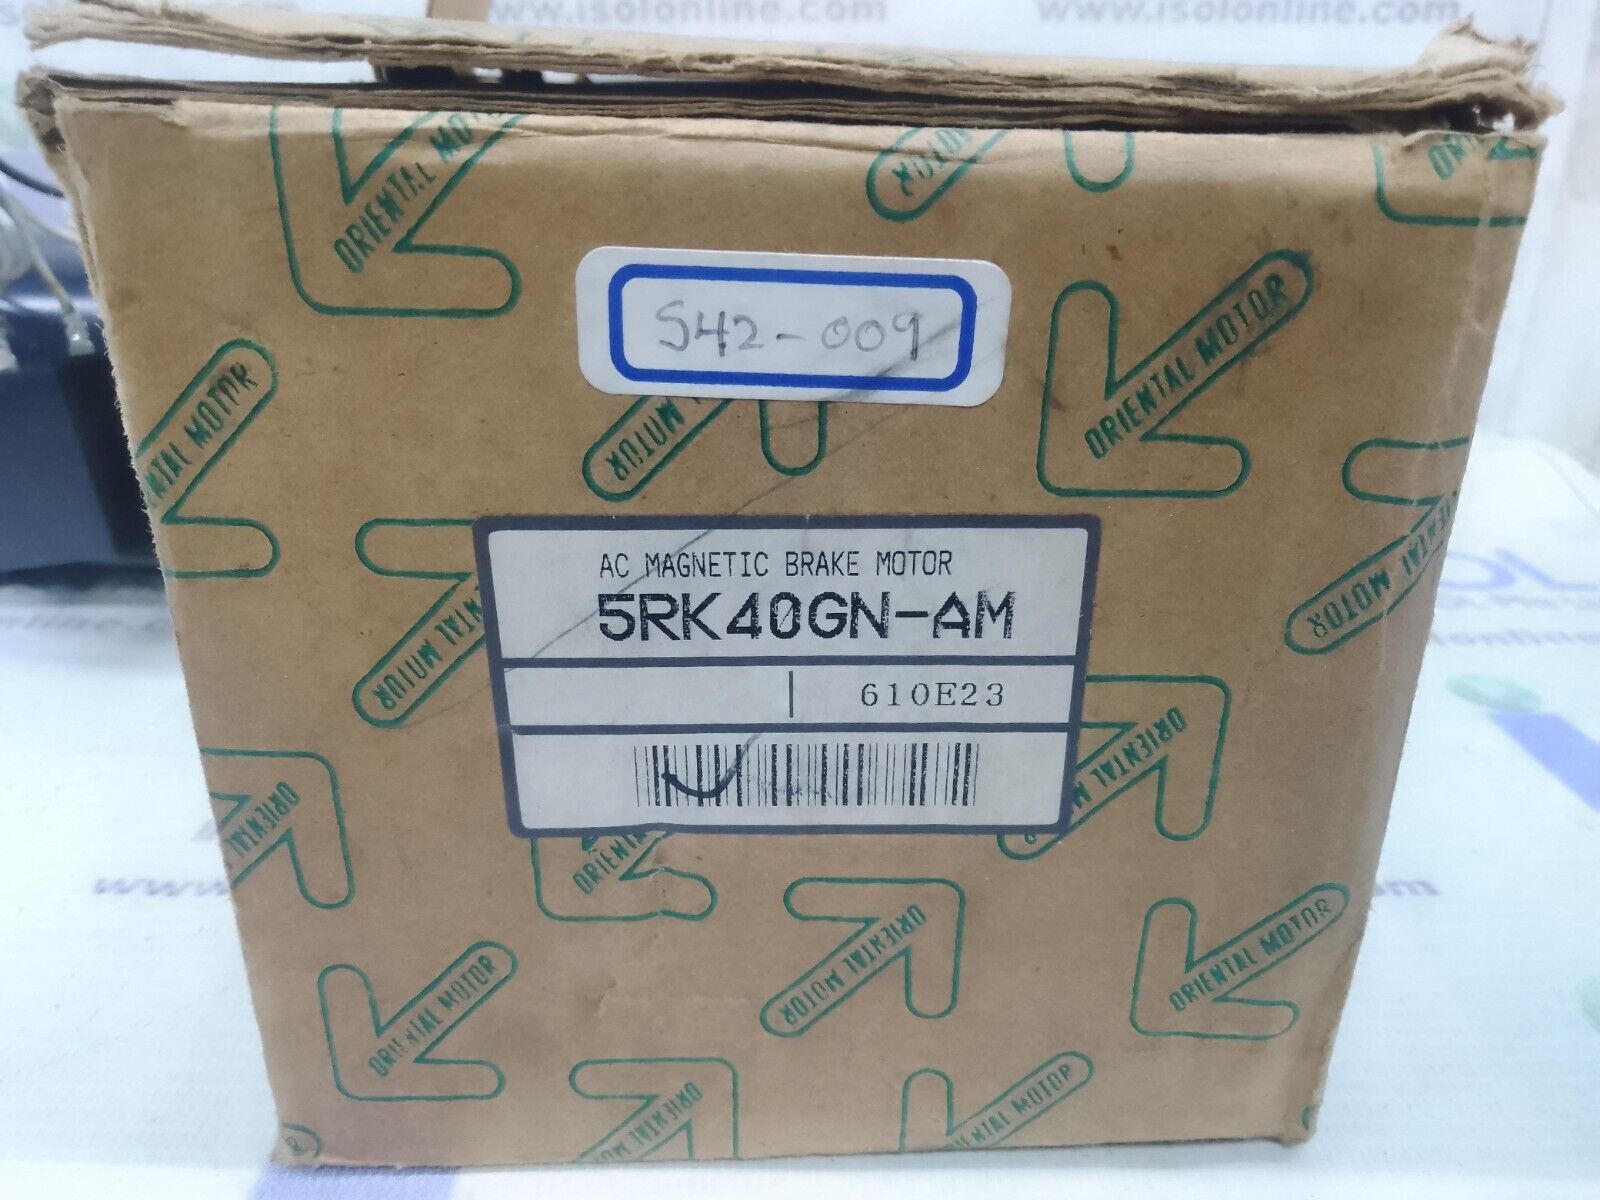 www.isolonline.com
www.isolonline.com
ORIENTAL MOTOR
S42-009
ORIENTAL MOTOR
AC MAGNETIC BRAKE MOTOR
5RK40GN-AM
610E23
ORIENTAL MOTOR
ORIENTAL MOTOR
ORIENTAL MOTOR
ORIENTAL MOTOR
ORIENTAL MOTOR